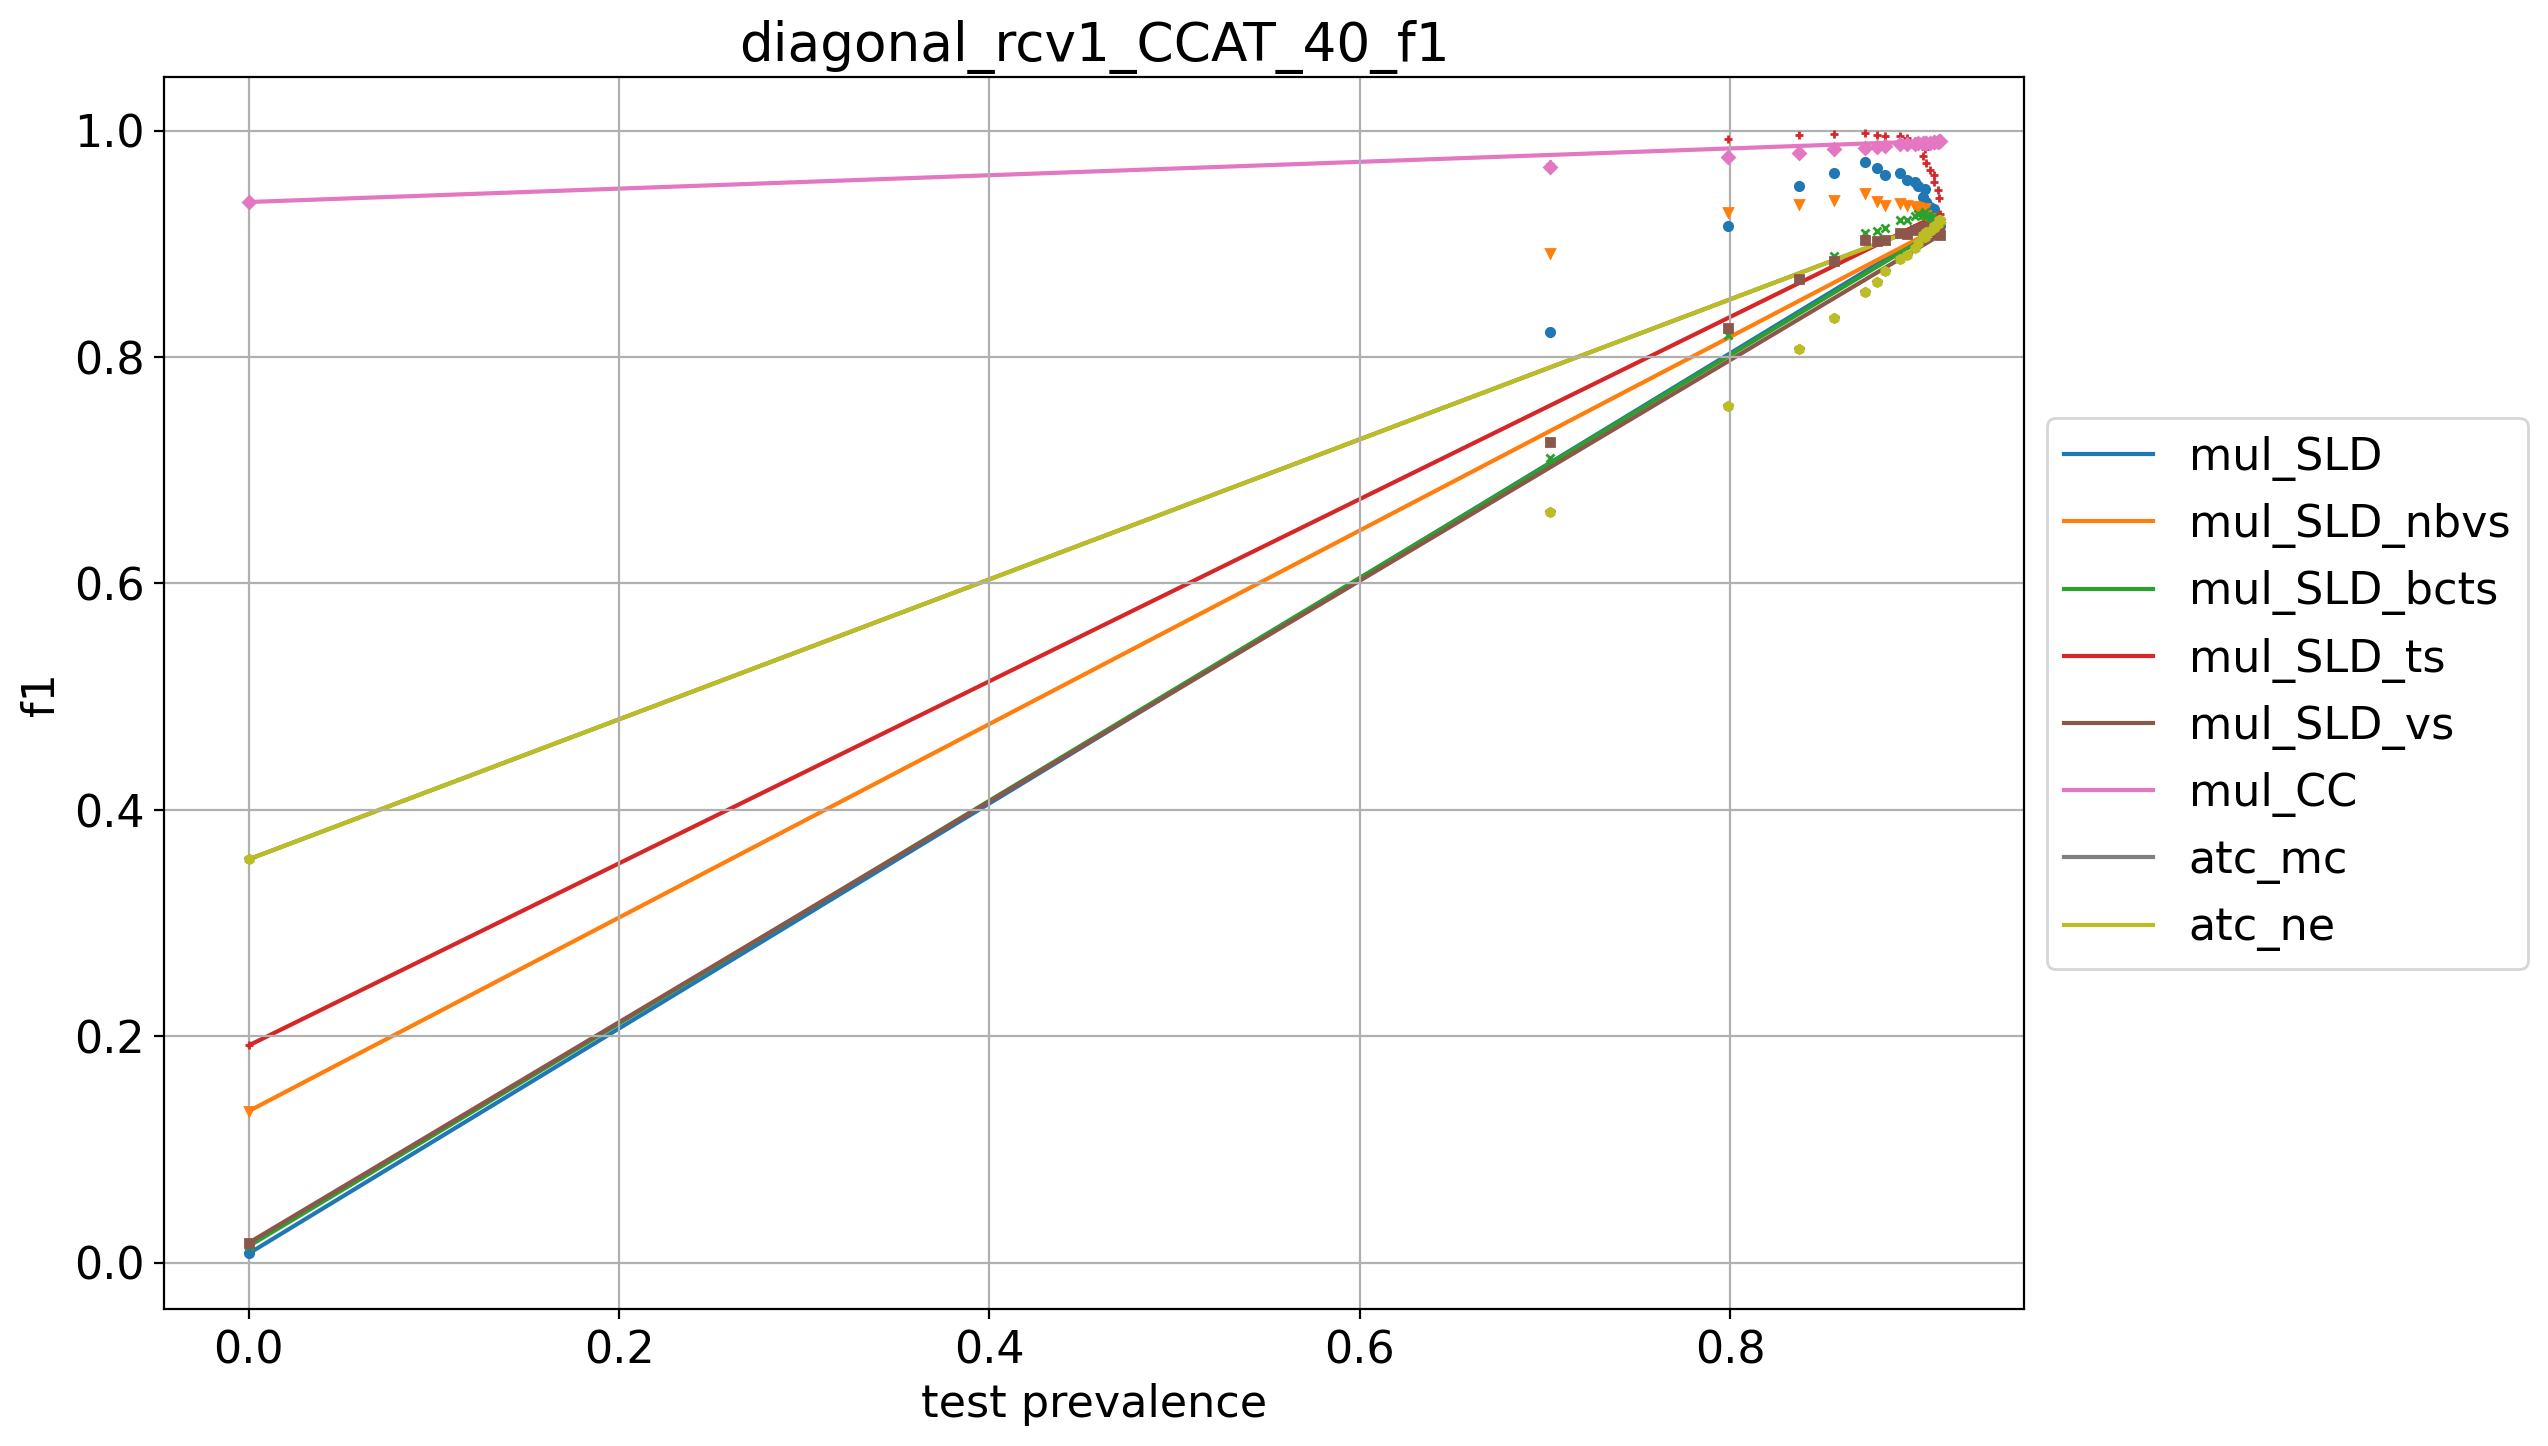 diagonal_rcv1_CCAT_40_f1
1.0
0.8
0.6
0.4
0.2
0.0
f1
0.0 0.2 0.4 0.6 0.8
test prevalence
mul_SLD
mul_SLD_nbvs
mul_SLD_bcts
mul_SLD_ts
mul_SLD_vs
mul_CC
atc_mc
atc_ne